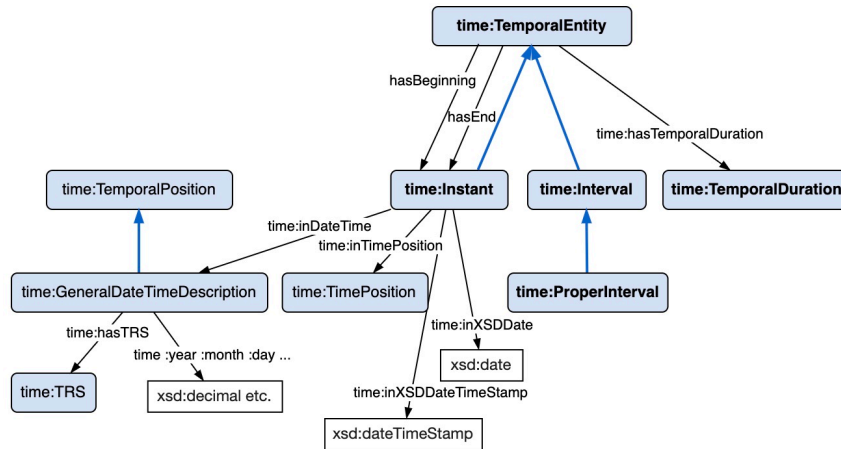 time:TemporalEntity
hasBeginning
hasEnd
time:hasTemporalDuration
time:TemporalPosition
time:Instant
time:Interval
time:TemporalDuration
time:inDateTime
time:inTimePosition
time:GeneralDateTimeDescription
time:TimePosition
time:ProperInterval
time:hasTRS
time :year :month :day ...
time:inXSDDate
time:TRS
xsd:decimal etc.
xsd:date
time:inXSDDateTimeStamp
xsd:dateTimeStamp